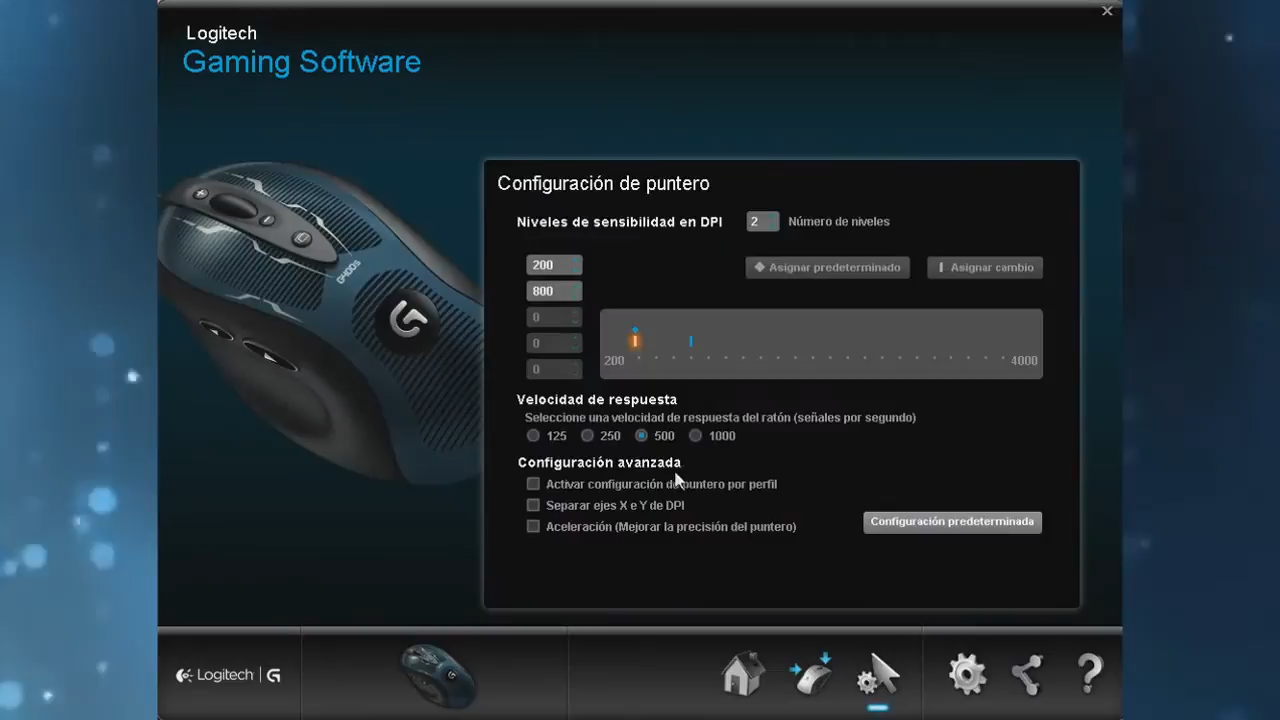 Logitech
Gaming Software
G400s
Configuración de puntero
Niveles de sensibilidad en DPI 2 Número de niveles
200
Asignar predeterminado Asignar cambio
800
0
0
0
200 4000
Velocidad de respuesta
Seleccione una velocidad de respuesta del ratón (señales por segundo)
125 250 500 1000
Configuración avanzada
Activar configuración de puntero por perfil
Separar ejes X e Y de DPI
Aceleración (Mejorar la precisión del puntero)
Configuración predeterminada
Logitech G